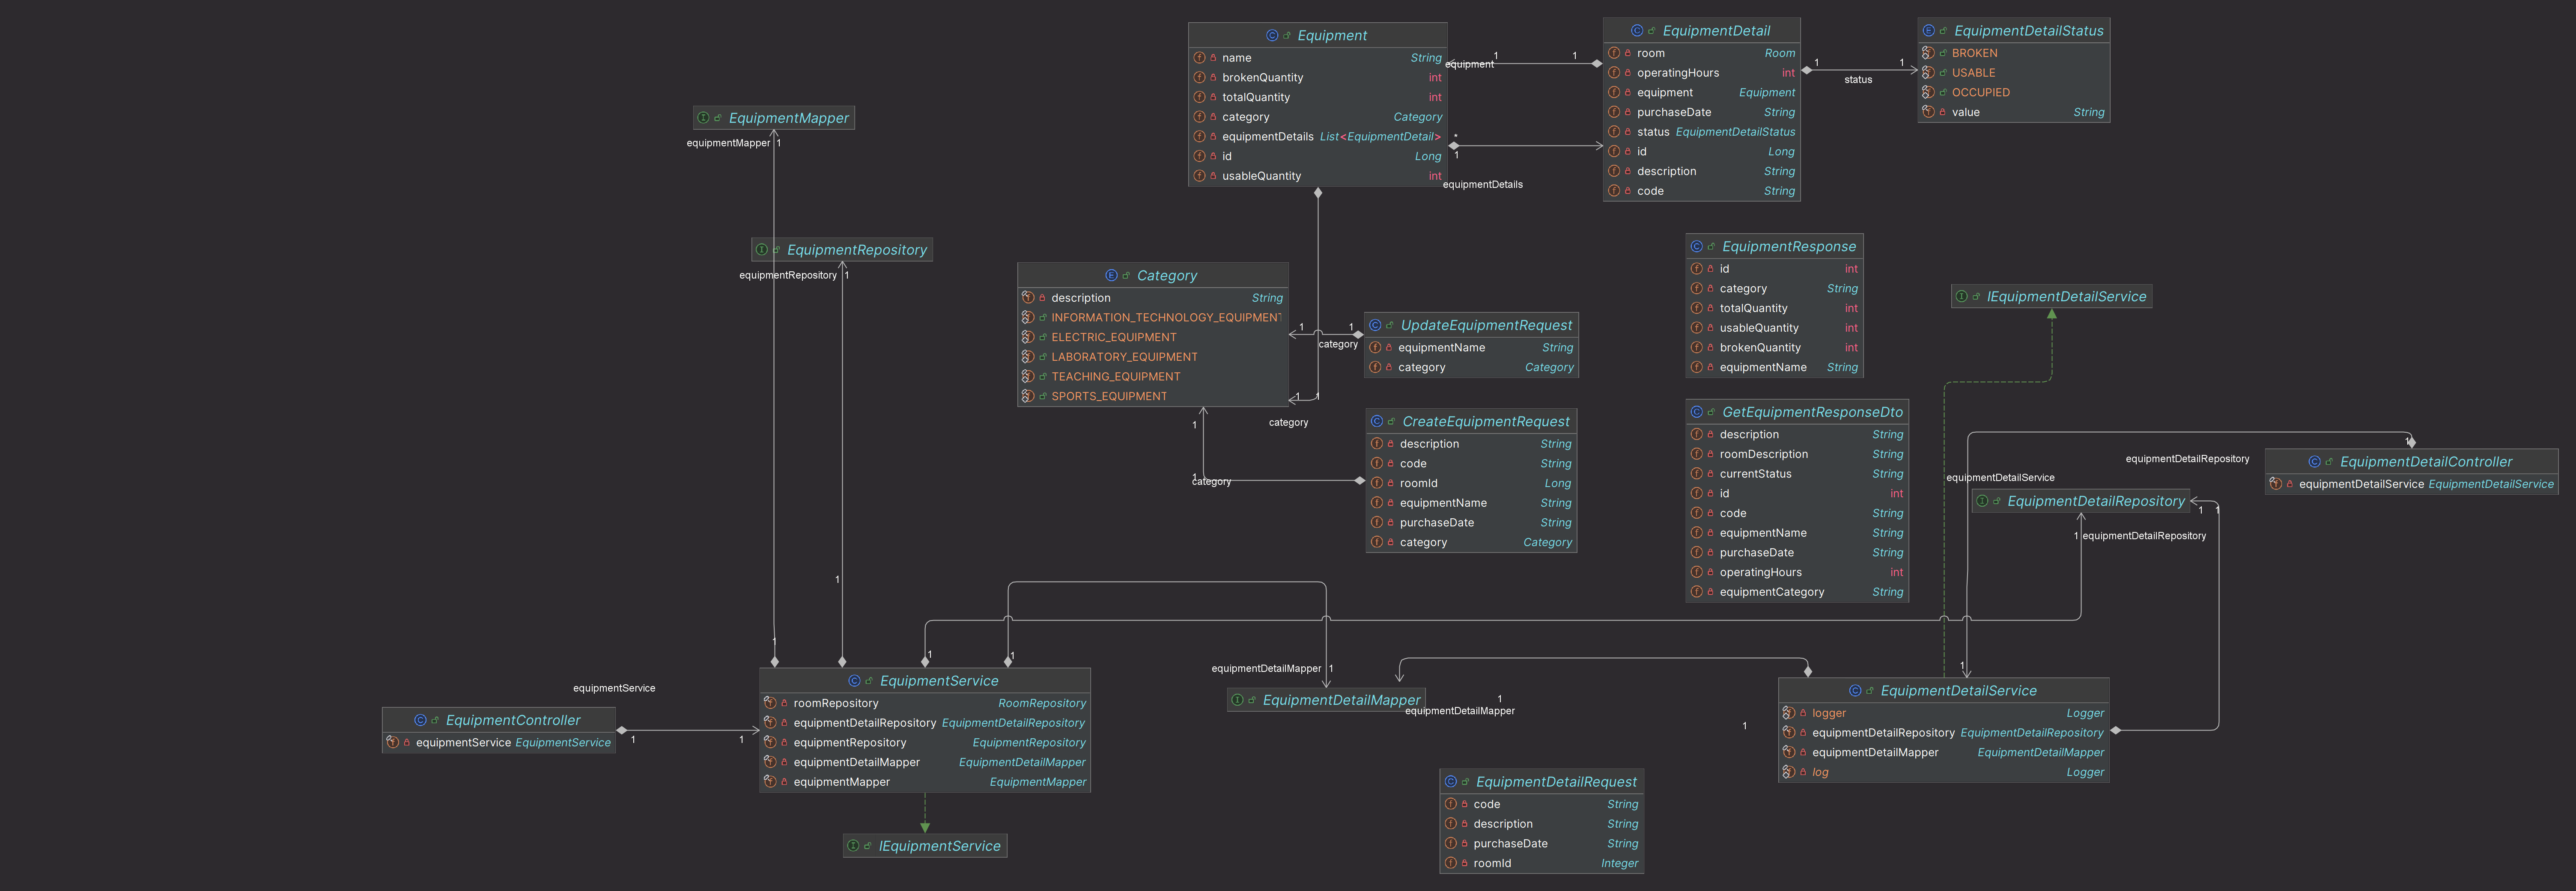 Equipment
name String
brokenQuantity int
totalQuantity int
category Category
equipmentDetails List<EquipmentDetail>
id Long
usableQuantity int
equipment
1
1
EquipmentDetail
room Room
operatingHours int
equipment Equipment
purchaseDate String
status EquipmentDetailStatus
id Long
description String
code String
*
1
equipmentDetails
1
1
status
EquipmentDetailStatus
BROKEN
USABLE
OCCUPIED
value String
EquipmentMapper
equipmentMapper 1
EquipmentRepository
equipmentRepository 1
Category
description String
INFORMATION_TECHNOLOGY_EQUIPMENT
ELECTRIC_EQUIPMENT
LABORATORY_EQUIPMENT
TEACHING_EQUIPMENT
SPORTS_EQUIPMENT
1
1
category
UpdateEquipmentRequest
equipmentName String
category Category
1
1
category
1
1
category
CreateEquipmentRequest
description String
code String
roomId Long
equipmentName String
purchaseDate String
category Category
EquipmentResponse
id int
category String
totalQuantity int
usableQuantity int
brokenQuantity int
equipmentName String
GetEquipmentResponseDto
description String
roomDescription String
currentStatus String
id int
code String
equipmentName String
purchaseDate String
operatingHours int
equipmentCategory String
IEquipmentDetailService
1
equipmentDetailRepository
EquipmentDetailController
equipmentDetailService EquipmentDetailService
equipmentDetailService
EquipmentDetailRepository
1
1
1 equipmentDetailRepository
1
1
1
1
1
equipmentService
EquipmentController
equipmentService EquipmentService
1
1
EquipmentService
roomRepository RoomRepository
equipmentDetailRepository EquipmentDetailRepository
equipmentRepository EquipmentRepository
equipmentDetailMapper EquipmentDetailMapper
equipmentMapper EquipmentMapper
IEquipmentService
equipmentDetailMapper 1
EquipmentDetailMapper
1
equipmentDetailMapper
1
EquipmentDetailService
logger Logger
equipmentDetailRepository EquipmentDetailRepository
equipmentDetailMapper EquipmentDetailMapper
log Logger
EquipmentDetailRequest
code String
description String
purchaseDate String
roomId Integer